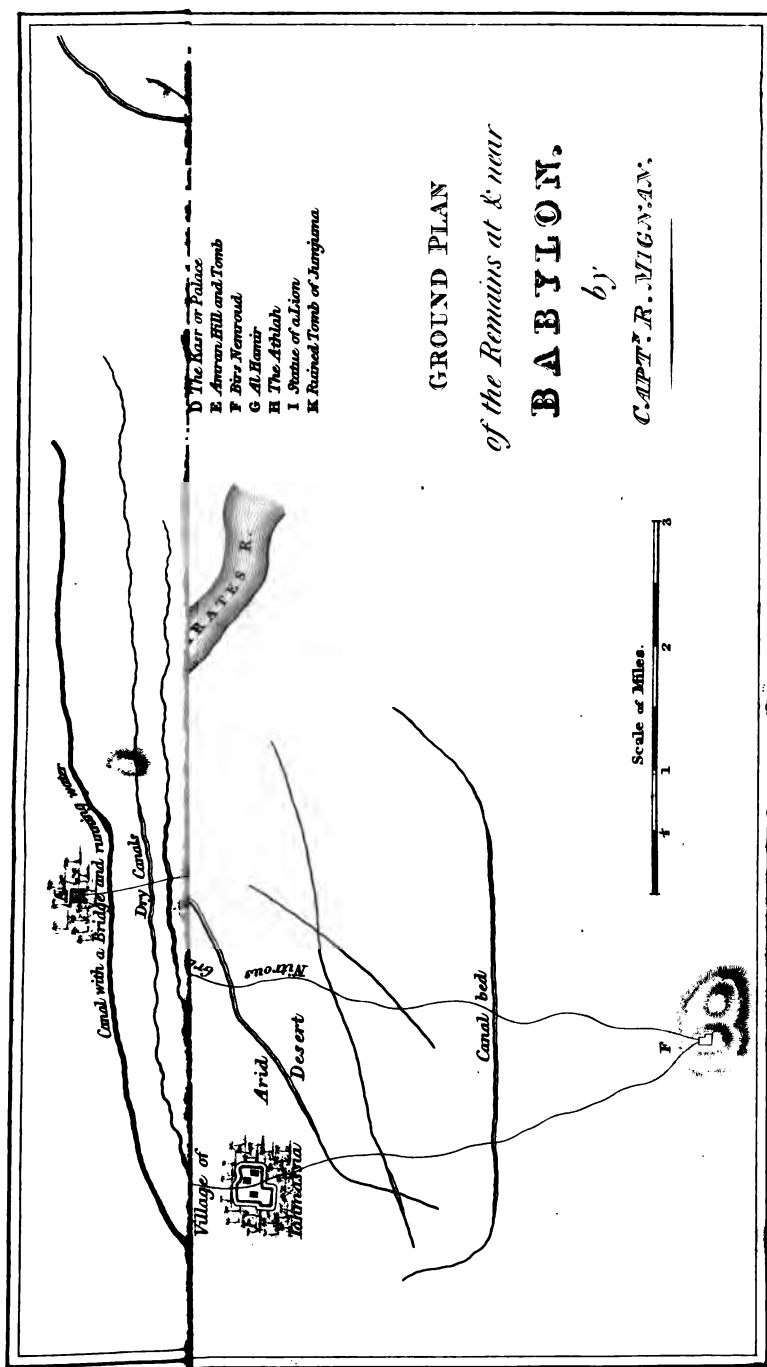 GROUND PLAN
of the Remains at & near
BABYLON.
by
CAPTN. R. MIGNAN.
D The Kasr or Palace
E Amran Hill and Tomb
F Birs Nemroud
G Al Hamir
H The Athlah
I Statue of a Lion
K Ruined Tomb of Jumjuma
Canal with a Bridge and running water
Dry Canals
RATES R.
Nitrous
Arid
Desert
Village of
Canal bed
F
Scale of Miles.
1 2 3